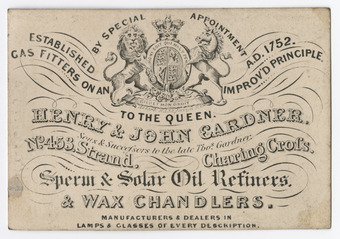 BY SPECIAL APPOINTMENT
ESTABLISHED A.D. 1752.
GAS FITTERS ON AN IMPROV'D PRINCIPLE
TO THE QUEEN.
HENRY & JOHN GARDNER,
Sons & Successors to the late Thos. Gardner.
No. 453, Strand, Charing Cross.
Sperm & Solar Oil Refiners.
& WAX CHANDLERS.
MANUFACTURERS & DEALERS IN
LAMPS & GLASSES OF EVERY DESCRIPTION.